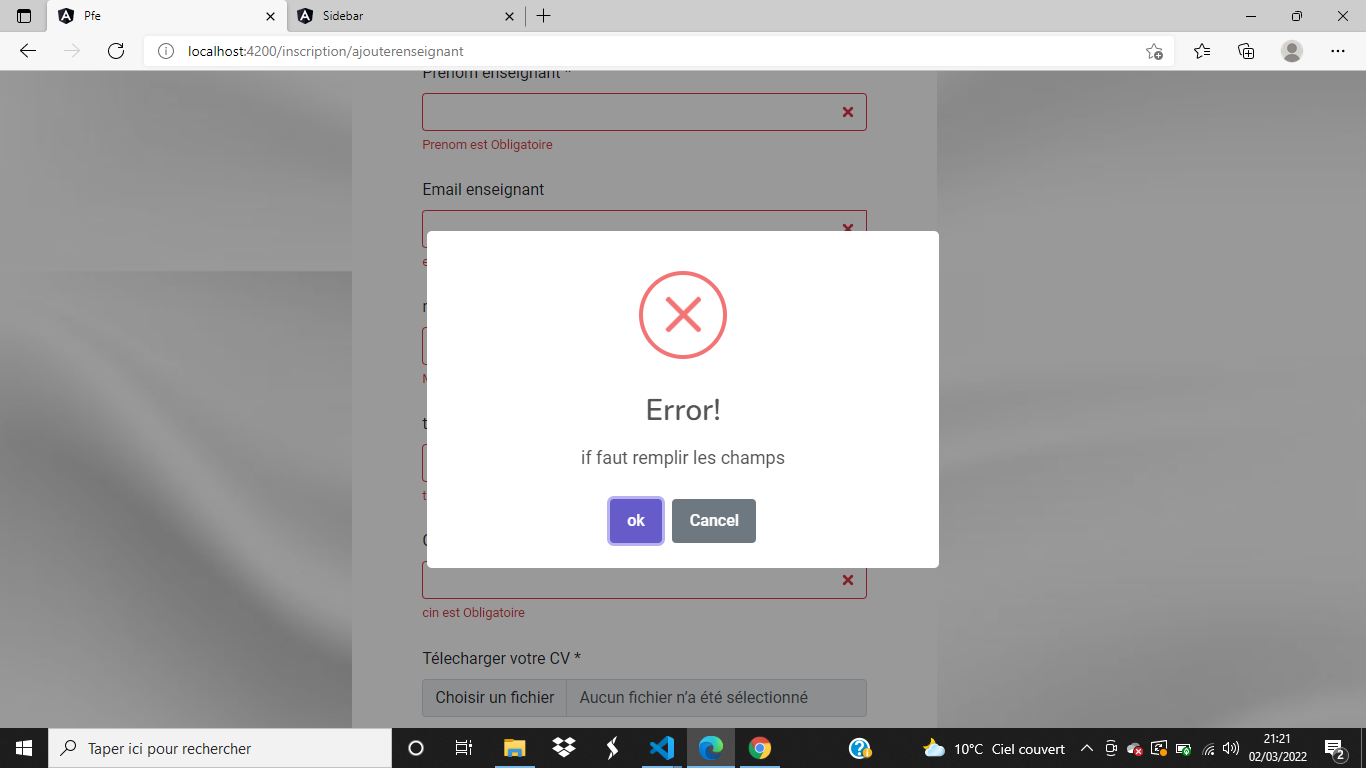 Pfe
Sidebar
localhost:4200/inscription/ajouterenseignant
Prenom enseignant *
Prenom est Obligatoire
Email enseignant
Error!
if faut remplir les champs
ok
Cancel
cin est Obligatoire
Télecharger votre CV *
Choisir un fichier
Aucun fichier n'a été sélectionné
Taper ici pour rechercher
10°C Ciel couvert
21:21
02/03/2022
2